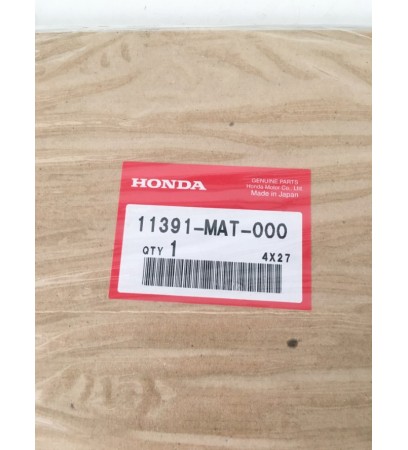 HONDA
GENUINE PARTS
Honda Motor Co., Ltd.
Made in Japan
11391-MAT-000
QTY 1
4X27